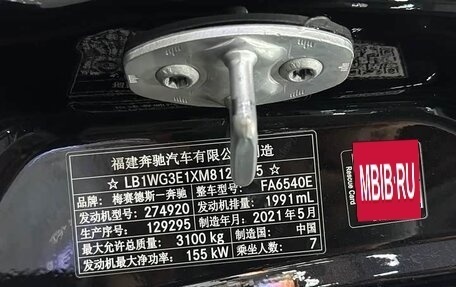 福建奔驰汽车有限公 制造
☆ LB1WG3E1XM812 5 ☆
品牌: 梅赛德斯—奔驰 整车型号: FA6540E
发动机型号: 274920 发动机排量: 1991mL
生产序号: 129295 制造年月: 2021年5月
最大允许总质量: 3100 kg 制造国: 中国
发动机最大净功率: 155 kW 乘坐人数: 7
MBIB.RU
Rescue Card